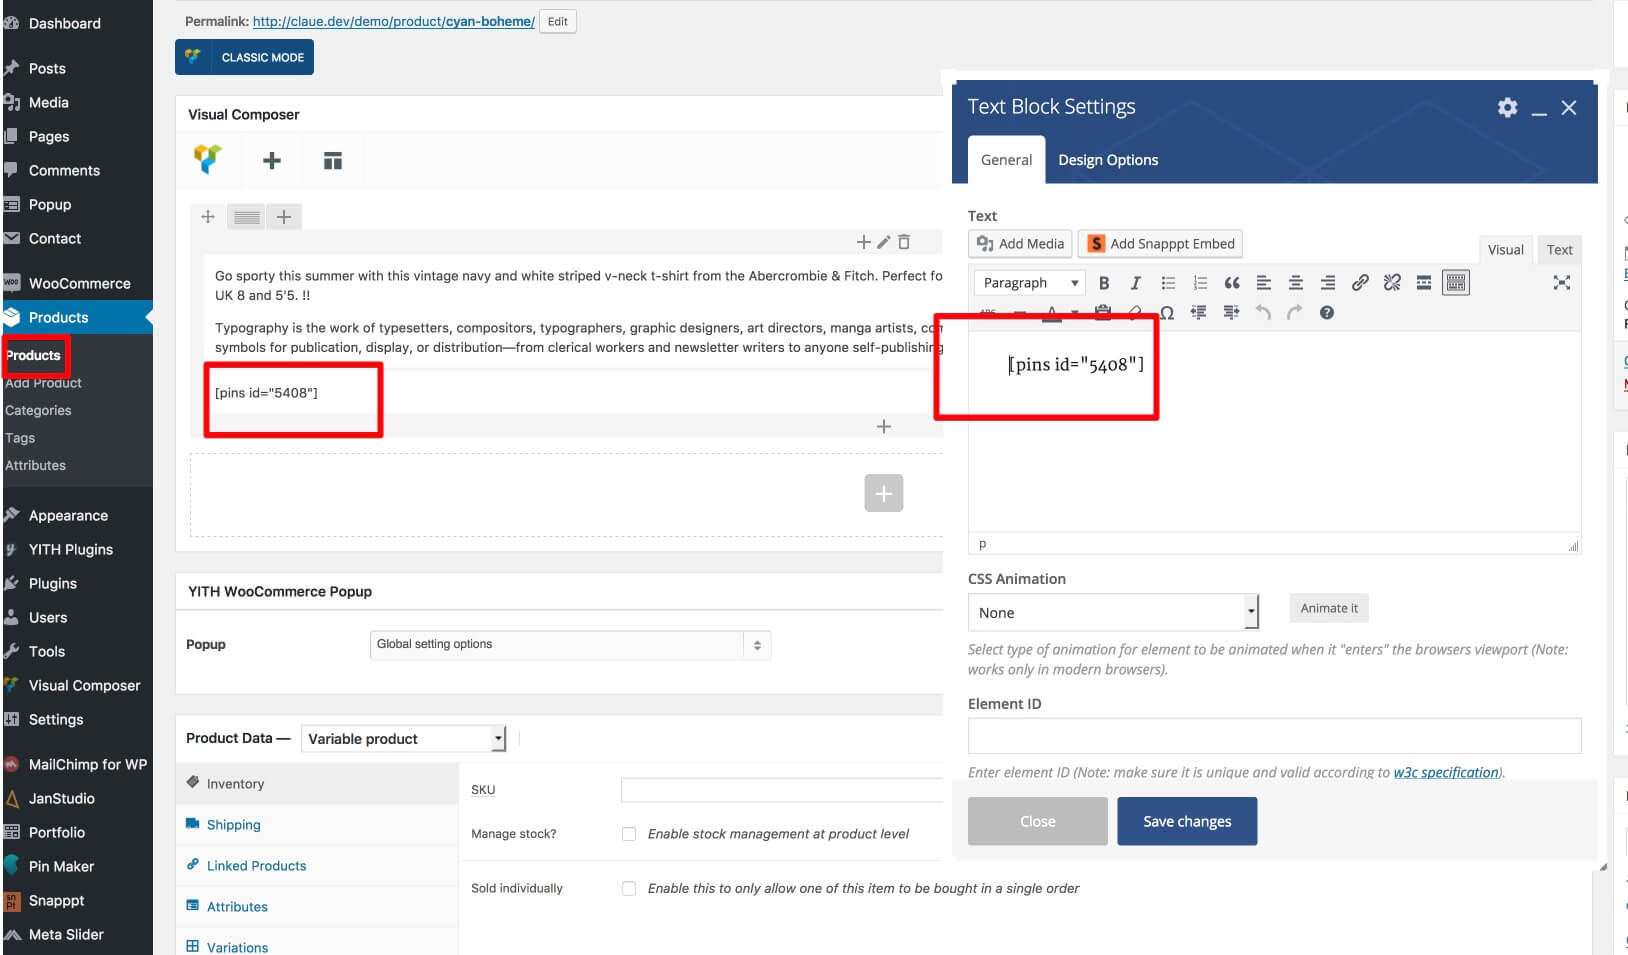 Dashboard
Posts
Media
Pages
Comments
Popup
Contact
WooCommerce
Products
Products
Add Product
Categories
Tags
Attributes
Appearance
YITH Plugins
Plugins
Users
Tools
Visual Composer
Settings
MailChimp for WP
JanStudio
Portfolio
Pin Maker
Snapppt
Meta Slider
Permalink: http://claue.dev/demo/product/cyan-boheme/ Edit
CLASSIC MODE
Visual Composer
Go sporty this summer with this vintage navy and white striped v-neck t-shirt from the Abercrombie & Fitch. Perfect fo
UK 8 and 5'5. !!
Typography is the work of typesetters, compositors, typographers, graphic designers, art directors, manga artists, com
symbols for publication, display, or distribution—from clerical workers and newsletter writers to anyone self-publishing
[pins id="5408"]
YITH WooCommerce Popup
Popup Global setting options
Product Data — Variable product
Inventory
Shipping
Linked Products
Attributes
Variations
SKU
Manage stock? Enable stock management at product level
Sold individually Enable this to only allow one of this item to be bought in a single order
Text Block Settings
General Design Options
Text
Add Media Add Snapppt Embed
Visual Text
Paragraph
[pins id="5408"]
p
CSS Animation
None Animate it
Select type of animation for element to be animated when it "enters" the browsers viewport (Note:
works only in modern browsers).
Element ID
Enter element ID (Note: make sure it is unique and valid according to w3c specification).
Close Save changes